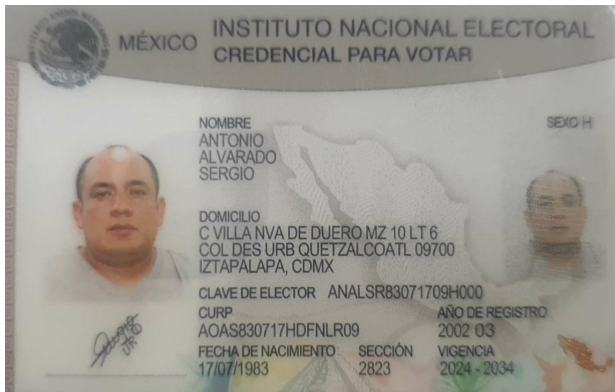 MÉXICO
INSTITUTO NACIONAL ELECTORAL
CREDENCIAL PARA VOTAR
NOMBRE
ANTONIO
ALVARADO
SERGIO
SEXO H
DOMICILIO
C VILLA NVA DE DUERO MZ 10 LT 6
COL DES URB QUETZALCOATL 09700
IZTAPALAPA, CDMX
CLAVE DE ELECTOR ANALSR83071709H000
CURP
AOAS830717HDFNLR09
AÑO DE REGISTRO
2002 03
FECHA DE NACIMIENTO
17/07/1983
SECCIÓN
2823
VIGENCIA
2024 - 2034